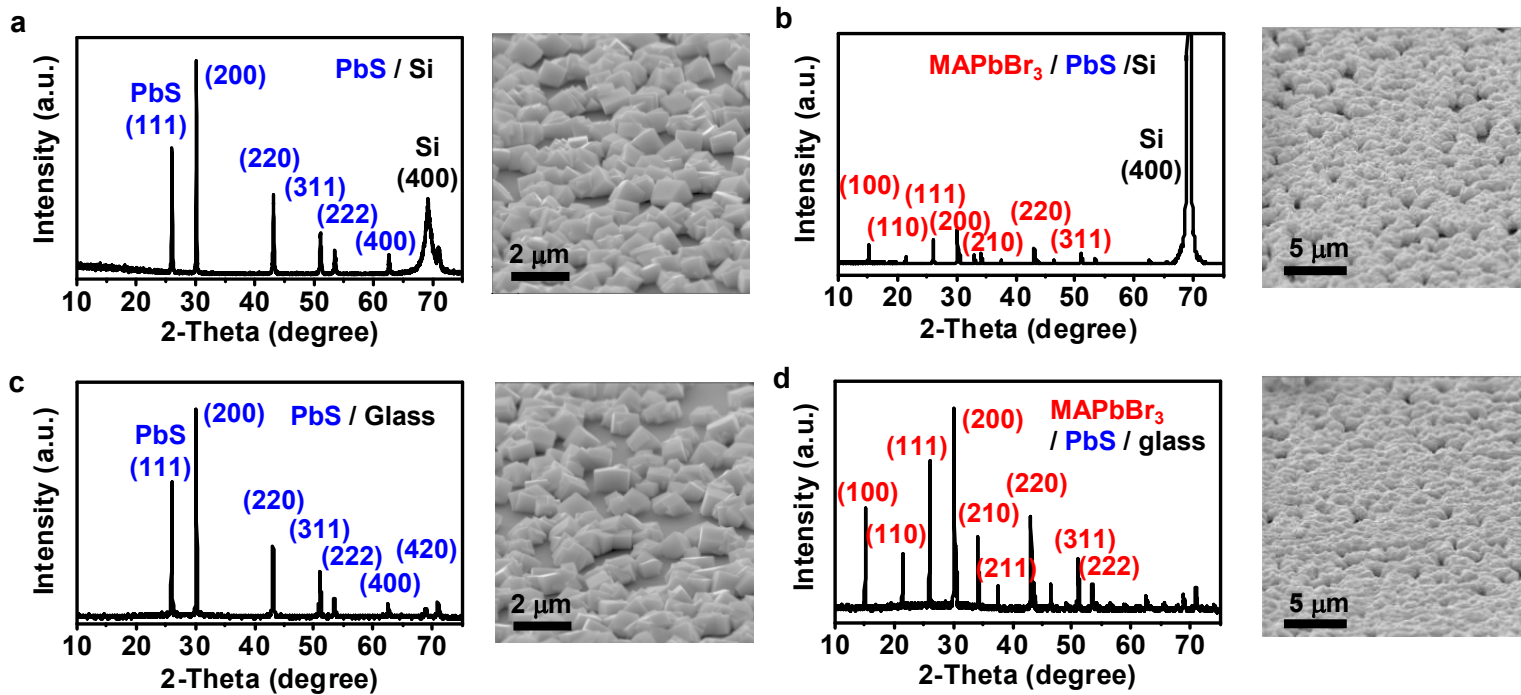 a
PbS / Si
PbS
(111)
(200)
(220)
(311)
(222)
(400)
Si
(400)
Intensity (a.u.)
10 20 30 40 50 60 70
2-Theta (degree)
2 μm
b
MAPbBr3 / PbS /Si
Si
(400)
(100)
(110)
(111)
(200)
(210)
(220)
(311)
Intensity (a.u.)
10 20 30 40 50 60 70
2-Theta (degree)
5 μm
c
PbS / Glass
PbS
(111)
(200)
(220)
(311)
(222)
(400)
(420)
Intensity (a.u.)
10 20 30 40 50 60 70
2-Theta (degree)
2 μm
d
MAPbBr3
/ PbS / glass
(100)
(110)
(111)
(200)
(210)
(211)
(220)
(311)
(222)
Intensity (a.u.)
10 20 30 40 50 60 70
2-Theta (degree)
5 μm